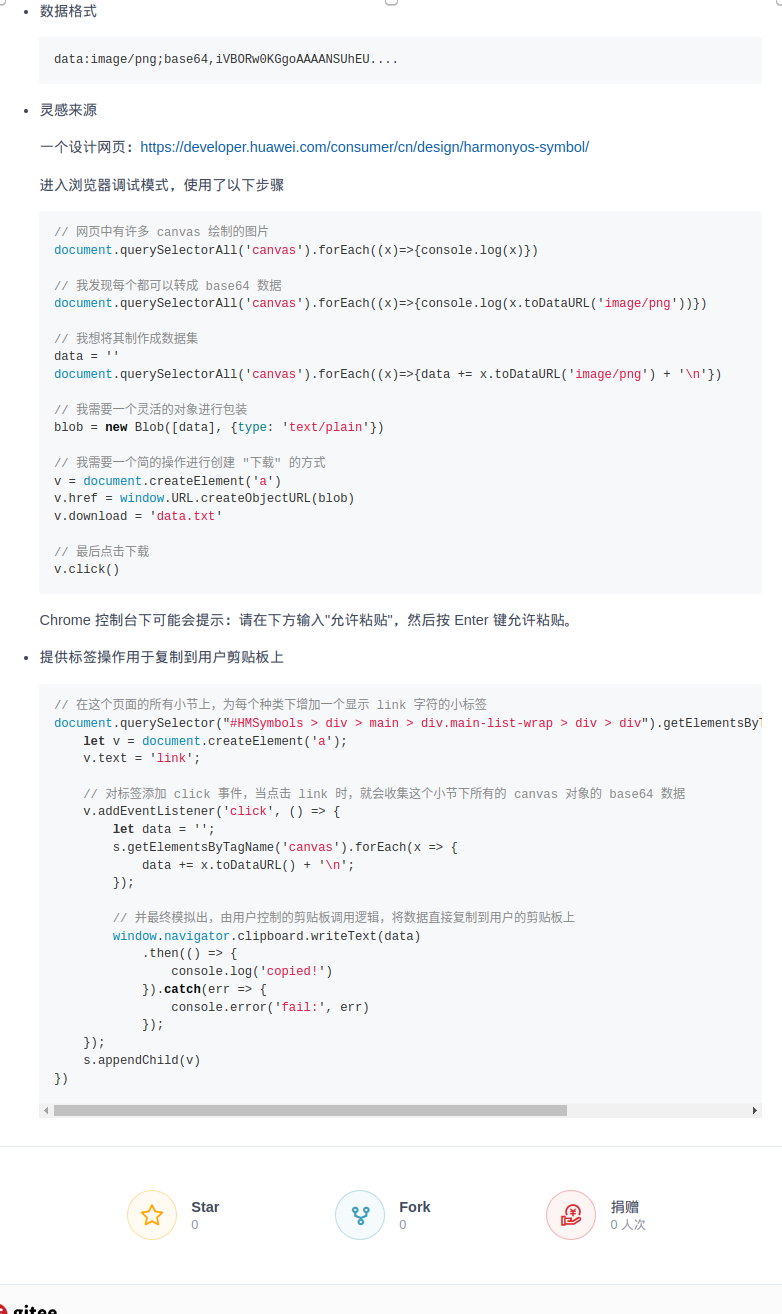 数据格式
data:image/png;base64,iVBORw0KGgoAAAANSUhEU....
灵感来源
一个设计网页：https://developer.huawei.com/consumer/cn/design/harmonyos-symbol/
进入浏览器调试模式，使用了以下步骤
// 网页中有许多 canvas 绘制的图片
document.querySelectorAll('canvas').forEach((x)=>{console.log(x)})
// 我发现每个都可以转成 base64 数据
document.querySelectorAll('canvas').forEach((x)=>{console.log(x.toDataURL('image/png'))})
// 我想将其制作成数据集
data = ''
document.querySelectorAll('canvas').forEach((x)=>{data += x.toDataURL('image/png') + '\n'})
// 我需要一个灵活的对象进行包装
blob = new Blob([data], {type: 'text/plain'})
// 我需要一个简的操作进行创建 "下载" 的方式
v = document.createElement('a')
v.href = window.URL.createObjectURL(blob)
v.download = 'data.txt'
// 最后点击下载
v.click()
Chrome 控制台下可能会提示：请在下方输入"允许粘贴"，然后按 Enter 键允许粘贴。
提供标签操作用于复制到用户剪贴板上
// 在这个页面的所有小节上，为每个种类下增加一个显示 link 字符的小标签
document.querySelector("#HMSymbols > div > main > div.main-list-wrap > div > div").getElementsByT
let v = document.createElement('a');
v.text = 'link';
// 对标签添加 click 事件，当点击 link 时，就会收集这个小节下所有的 canvas 对象的 base64 数据
v.addEventListener('click', () => {
let data = '';
s.getElementsByTagName('canvas').forEach(x => {
data += x.toDataURL() + '\n';
});
// 并最终模拟出，由用户控制的剪贴板调用逻辑，将数据直接复制到用户的剪贴板上
window.navigator.clipboard.writeText(data)
.then(() => {
console.log('copied!')
}).catch(err => {
console.error('fail:', err)
});
});
s.appendChild(v)
})
Star
0
Fork
0
捐赠
0 人次
gitee